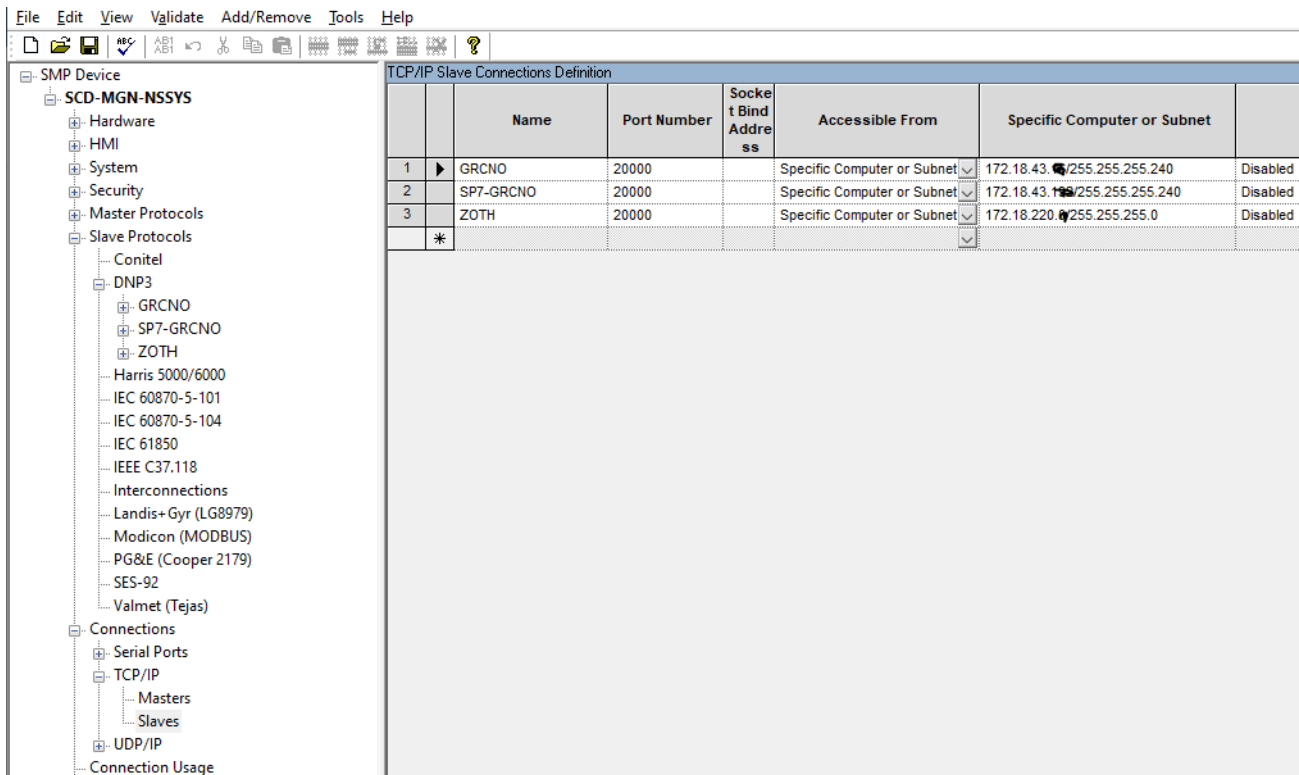 File Edit View Validate Add/Remove Tools Help
SMP Device
SCD-MGN-NSSYS
Hardware
HMI
System
Security
Master Protocols
Slave Protocols
Conitel
DNP3
GRCNO
SP7-GRCNO
ZOTH
Harris 5000/6000
IEC 60870-5-101
IEC 60870-5-104
IEC 61850
IEEE C37.118
Interconnections
Landis+Gyr (LG8979)
Modicon (MODBUS)
PG&E (Cooper 2179)
SES-92
Valmet (Tejas)
Connections
Serial Ports
TCP/IP
Masters
Slaves
UDP/IP
Connection Usage
TCP/IP Slave Connections Definition
Name Port Number Socke
t Bind
Addre
ss Accessible From Specific Computer or Subnet
1 GRCNO 20000 Specific Computer or Subnet 172.18.43. /255.255.255.240 Disabled
2 SP7-GRCNO 20000 Specific Computer or Subnet 172.18.43. /255.255.255.240 Disabled
3 ZOTH 20000 Specific Computer or Subnet 172.18.220. /255.255.255.0 Disabled